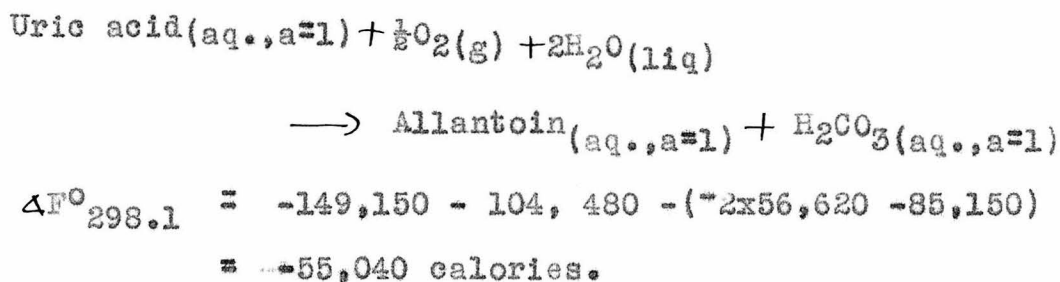 Uric acid(aq.,a=1)+½O2(g) +2H2O(liq)
⟶ Allantoin(aq.,a=1) + H2CO3(aq.,a=1)
ΔF°298.1 = -149,150 - 104, 480 -(-2x56,620 -85,150)
= -55,040 calories.